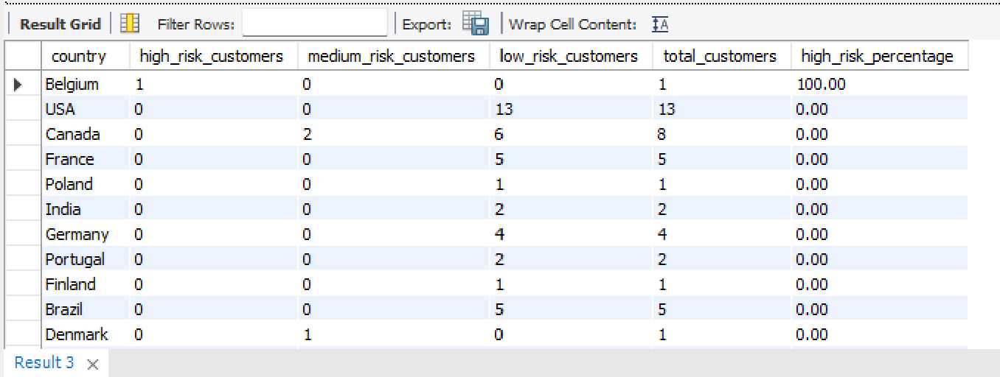 Result Grid Filter Rows: Export: Wrap Cell Content: IA
country high_risk_customers medium_risk_customers low_risk_customers total_customers high_risk_percentage
Belgium 1 0 0 1 100.00
USA 0 0 13 13 0.00
Canada 0 2 6 8 0.00
France 0 0 5 5 0.00
Poland 0 0 1 1 0.00
India 0 0 2 2 0.00
Germany 0 0 4 4 0.00
Portugal 0 0 2 2 0.00
Finland 0 0 1 1 0.00
Brazil 0 0 5 5 0.00
Denmark 0 1 0 1 0.00
Result 3